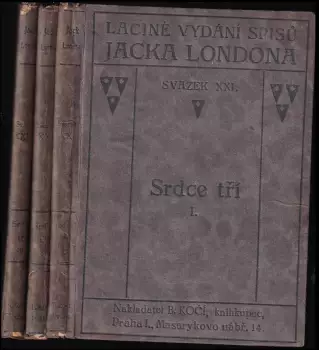 LACINÉ VYDÁNÍ SPISŮ
JACKA LONDONA
SVAZEK XXI.
Srdce tří
I.
Nakladatel B. KOČÍ, knihkupec,
Praha I., Masarykovo nábř. 14.